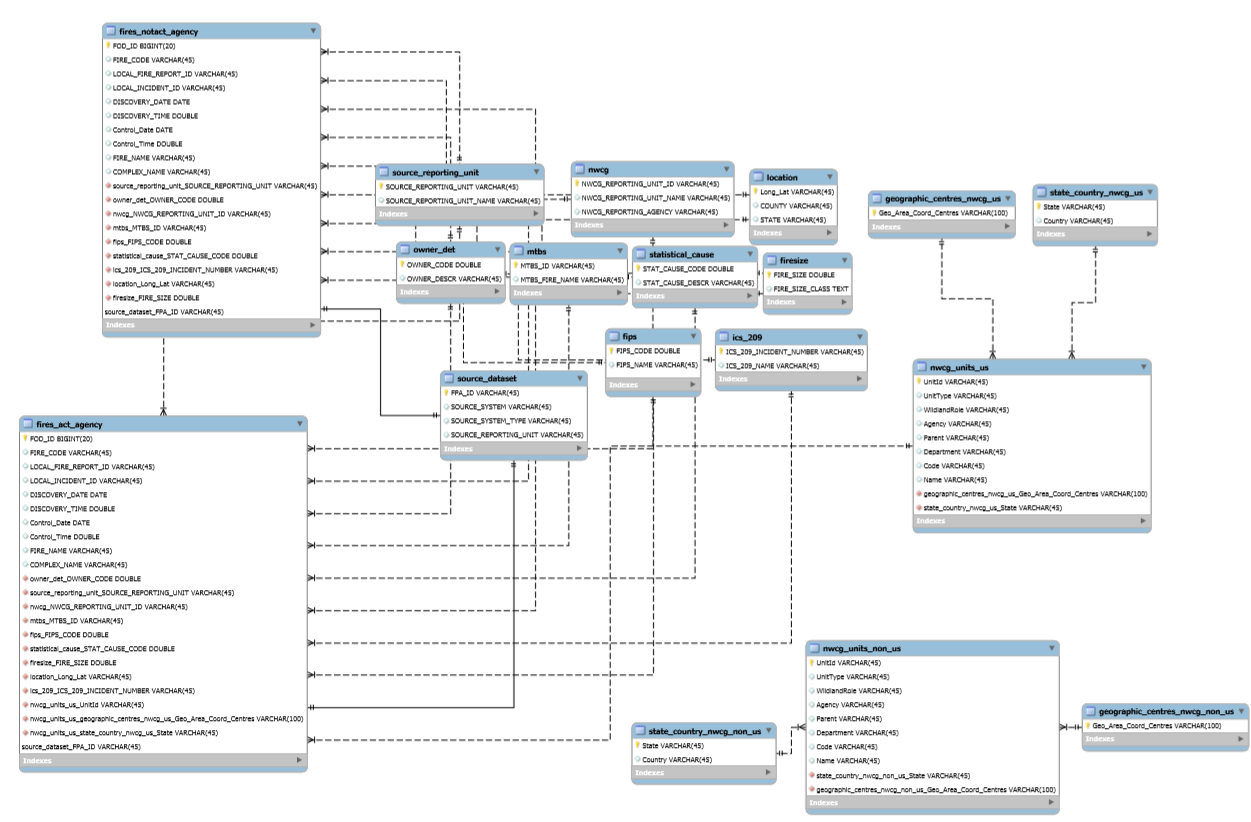 fires_notact_agency
FOD_ID BIGINT(20)
FIRE_CODE VARCHAR(45)
LOCAL_FIRE_REPORT_ID VARCHAR(45)
LOCAL_INCIDENT_ID VARCHAR(45)
DISCOVERY_DATE DATE
DISCOVERY_TIME DOUBLE
Control_Date DATE
Control_Time DOUBLE
FIRE_NAME VARCHAR(45)
COMPLEX_NAME VARCHAR(45)
source_reporting_unit_SOURCE_REPORTING_UNIT VARCHAR(45)
owner_det_OWNER_CODE DOUBLE
nwcg_NWCG_REPORTING_UNIT_ID VARCHAR(45)
mtbs_MTBS_ID VARCHAR(45)
fips_FIPS_CODE DOUBLE
statistical_cause_STAT_CAUSE_CODE DOUBLE
ics_209_ICS_209_INCIDENT_NUMBER VARCHAR(45)
location_Long_Lat VARCHAR(45)
firesize_FIRE_SIZE DOUBLE
source_dataset_FPA_ID VARCHAR(45)
Indexes
source_reporting_unit
SOURCE_REPORTING_UNIT VARCHAR(45)
SOURCE_REPORTING_UNIT_NAME VARCHAR(45)
Indexes
nwcg
NWCG_REPORTING_UNIT_ID VARCHAR(45)
NWCG_REPORTING_UNIT_NAME VARCHAR(45)
NWCG_REPORTING_AGENCY VARCHAR(45)
Indexes
location
Long_Lat VARCHAR(45)
COUNTY VARCHAR(45)
STATE VARCHAR(45)
Indexes
geographic_centres_nwcg_us
Geo_Area_Coord_Centres VARCHAR(100)
Indexes
state_country_nwcg_us
State VARCHAR(45)
Country VARCHAR(45)
Indexes
owner_det
OWNER_CODE DOUBLE
OWNER_DESCR VARCHAR(45)
Indexes
mtbs
MTBS_ID VARCHAR(45)
MTBS_FIRE_NAME VARCHAR(45)
Indexes
statistical_cause
STAT_CAUSE_CODE DOUBLE
STAT_CAUSE_DESCR VARCHAR(45)
Indexes
firesize
FIRE_SIZE DOUBLE
FIRE_SIZE_CLASS TEXT
Indexes
fips
FIPS_CODE DOUBLE
FIPS_NAME VARCHAR(45)
Indexes
ics_209
ICS_209_INCIDENT_NUMBER VARCHAR(45)
ICS_209_NAME VARCHAR(45)
Indexes
source_dataset
FPA_ID VARCHAR(45)
SOURCE_SYSTEM VARCHAR(45)
SOURCE_SYSTEM_TYPE VARCHAR(45)
SOURCE_REPORTING_UNIT VARCHAR(45)
Indexes
nwcg_units_us
UnitId VARCHAR(45)
UnitType VARCHAR(45)
WildlandRole VARCHAR(45)
Agency VARCHAR(45)
Parent VARCHAR(45)
Department VARCHAR(45)
Code VARCHAR(45)
Name VARCHAR(45)
geographic_centres_nwcg_us_Geo_Area_Coord_Centres VARCHAR(100)
state_country_nwcg_us_State VARCHAR(45)
Indexes
fires_act_agency
FOD_ID BIGINT(20)
FIRE_CODE VARCHAR(45)
LOCAL_FIRE_REPORT_ID VARCHAR(45)
LOCAL_INCIDENT_ID VARCHAR(45)
DISCOVERY_DATE DATE
DISCOVERY_TIME DOUBLE
Control_Date DATE
Control_Time DOUBLE
FIRE_NAME VARCHAR(45)
COMPLEX_NAME VARCHAR(45)
owner_det_OWNER_CODE DOUBLE
source_reporting_unit_SOURCE_REPORTING_UNIT VARCHAR(45)
nwcg_NWCG_REPORTING_UNIT_ID VARCHAR(45)
mtbs_MTBS_ID VARCHAR(45)
fips_FIPS_CODE DOUBLE
statistical_cause_STAT_CAUSE_CODE DOUBLE
firesize_FIRE_SIZE DOUBLE
location_Long_Lat VARCHAR(45)
ics_209_ICS_209_INCIDENT_NUMBER VARCHAR(45)
nwcg_units_us_UnitId VARCHAR(45)
nwcg_units_us_geographic_centres_nwcg_us_Geo_Area_Coord_Centres VARCHAR(100)
nwcg_units_us_state_country_nwcg_us_State VARCHAR(45)
source_dataset_FPA_ID VARCHAR(45)
Indexes
nwcg_units_non_us
UnitId VARCHAR(45)
UnitType VARCHAR(45)
WildlandRole VARCHAR(45)
Agency VARCHAR(45)
Parent VARCHAR(45)
Department VARCHAR(45)
Code VARCHAR(45)
Name VARCHAR(45)
state_country_nwcg_non_us_State VARCHAR(45)
geographic_centres_nwcg_non_us_Geo_Area_Coord_Centres VARCHAR(100)
Indexes
state_country_nwcg_non_us
State VARCHAR(45)
Country VARCHAR(45)
Indexes
geographic_centres_nwcg_non_us
Geo_Area_Coord_Centres VARCHAR(100)
Indexes